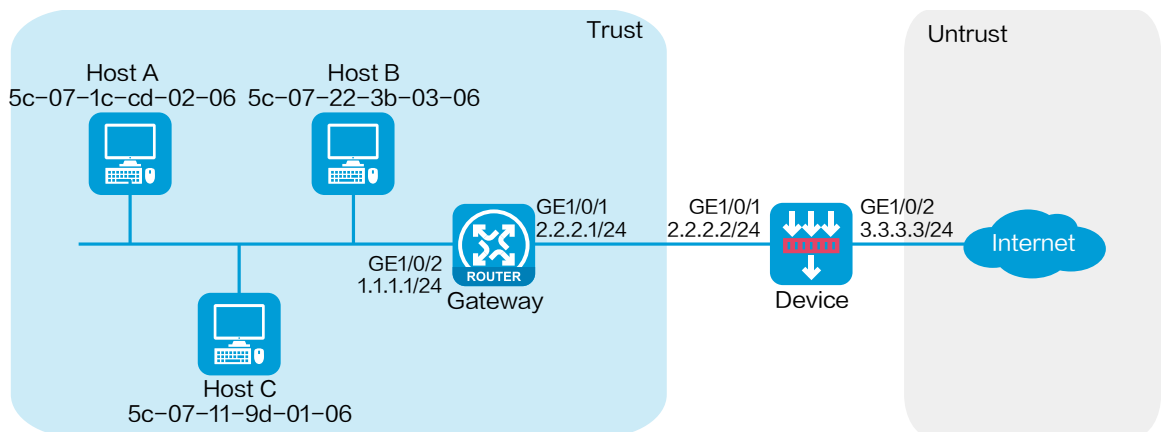 Trust
Untrust
Host A
5c-07-1c-cd-02-06
Host B
5c-07-22-3b-03-06
GE1/0/1
2.2.2.1/24
GE1/0/1
2.2.2.2/24
GE1/0/2
3.3.3.3/24
Internet
GE1/0/2
1.1.1.1/24
ROUTER
Gateway
Device
Host C
5c-07-11-9d-01-06